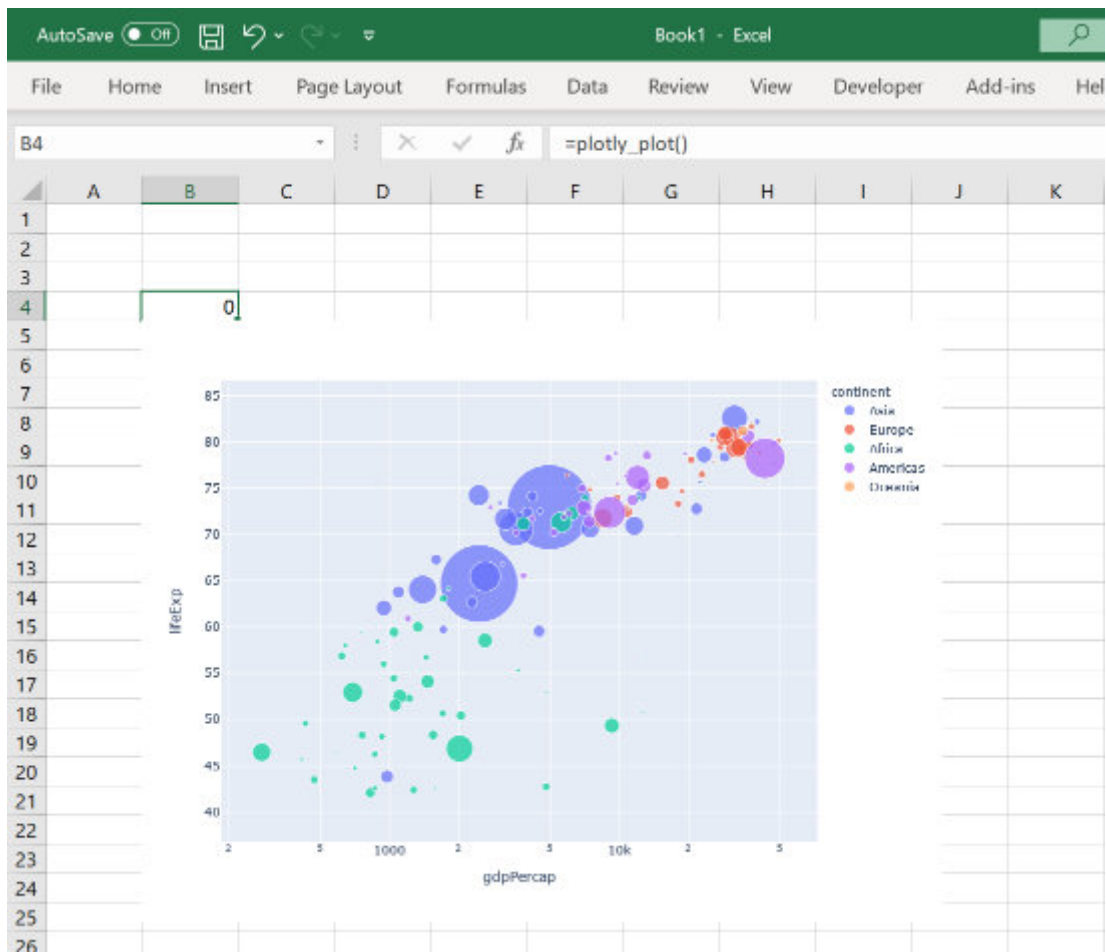 AutoSave Off Book1 - Excel
File Home Insert Page Layout Formulas Data Review View Developer Add-ins Hel
B4 fx =plotly_plot()
A B C D E F G H I J K
1
2
3
4 0
5
6
7
8
9
10
11
12
13
14
15
16
17
18
19
20
21
22
23
24
25
26
85
80
75
70
65
60
55
50
45
40
lifeExp
2 5 1000 2 5 10k 2 5
gdpPercap
continent
Asia
Europe
Africa
Americas
Oceania